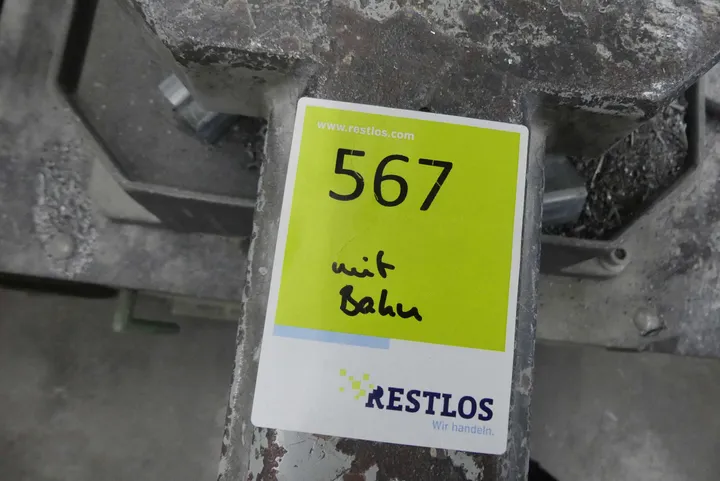 www.restlos.com
567
mit
Bahn
RESTLOS
Wir handeln.